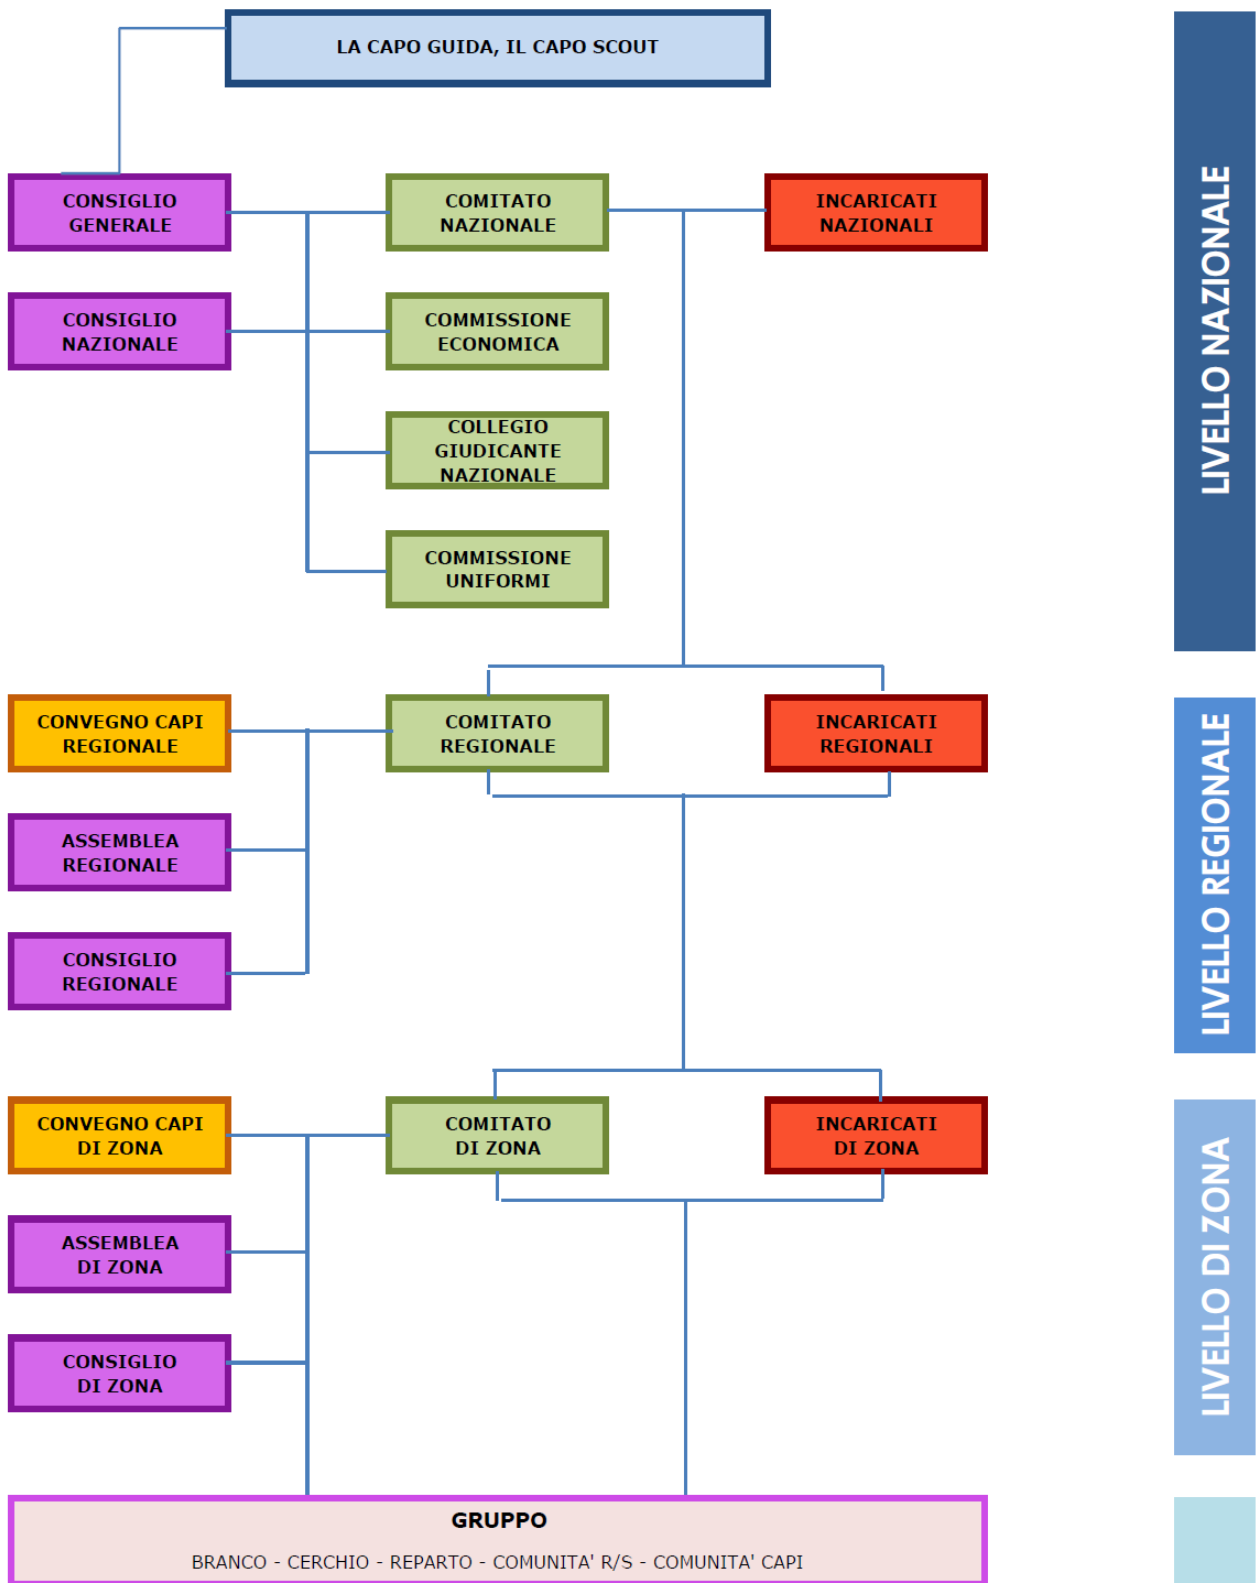 LA CAPO GUIDA, IL CAPO SCOUT
CONSIGLIO
GENERALE
COMITATO
NAZIONALE
INCARICATI
NAZIONALI
CONSIGLIO
NAZIONALE
COMMISSIONE
ECONOMICA
COLLEGIO
GIUDICANTE
NAZIONALE
COMMISSIONE
UNIFORMI
LIVELLO NAZIONALE
CONVEGNO CAPI
REGIONALE
COMITATO
REGIONALE
INCARICATI
REGIONALI
ASSEMBLEA
REGIONALE
CONSIGLIO
REGIONALE
LIVELLO REGIONALE
CONVEGNO CAPI
DI ZONA
COMITATO
DI ZONA
INCARICATI
DI ZONA
ASSEMBLEA
DI ZONA
CONSIGLIO
DI ZONA
LIVELLO DI ZONA
GRUPPO
BRANCO - CERCHIO - REPARTO - COMUNITA' R/S - COMUNITA' CAPI